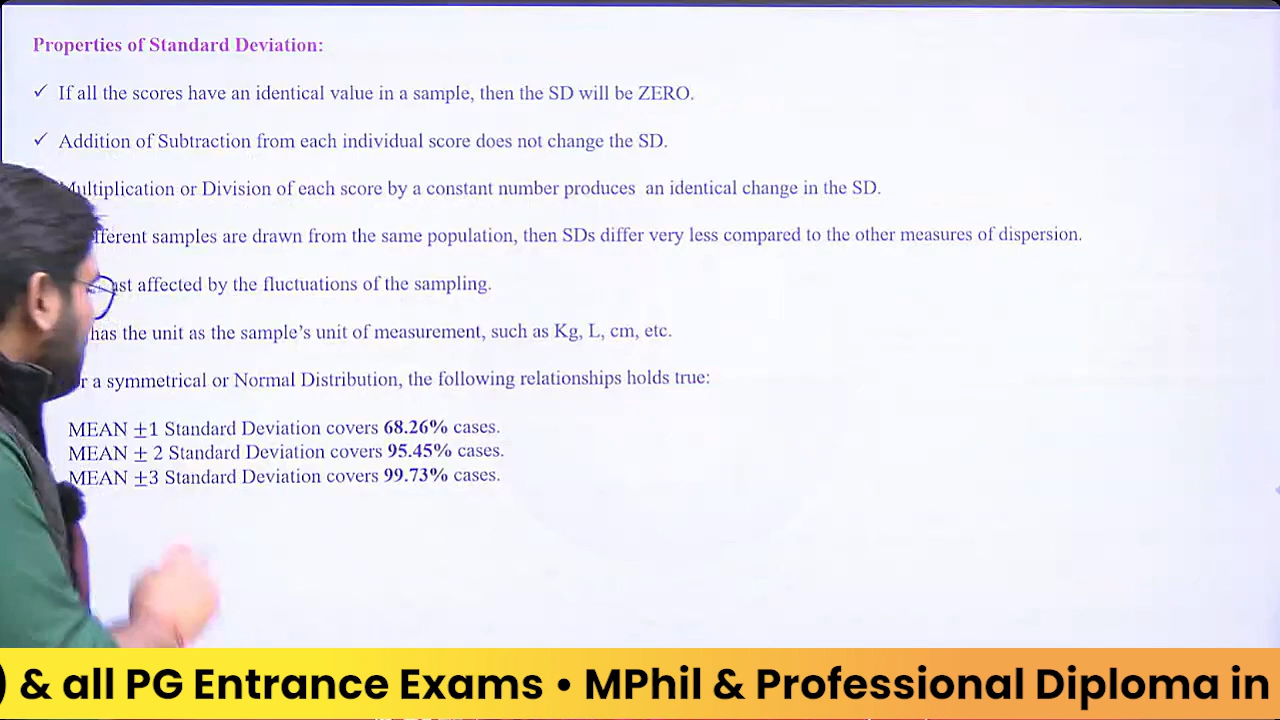 Properties of Standard Deviation:
✓ If all the scores have an identical value in a sample, then the SD will be ZERO.
✓ Addition of Subtraction from each individual score does not change the SD.
Multiplication or Division of each score by a constant number produces an identical change in the SD.
samples are drawn from the same population, then SDs differ very less compared to the other measures of dispersion.
affected by the fluctuations of the sampling.
has the unit as the sample's unit of measurement, such as Kg, L, cm, etc.
a symmetrical or Normal Distribution, the following relationships holds true:
MEAN ±1 Standard Deviation covers 68.26% cases.
MEAN ± 2 Standard Deviation covers 95.45% cases.
MEAN ±3 Standard Deviation covers 99.73% cases.
) & all PG Entrance Exams • MPhil & Professional Diploma in